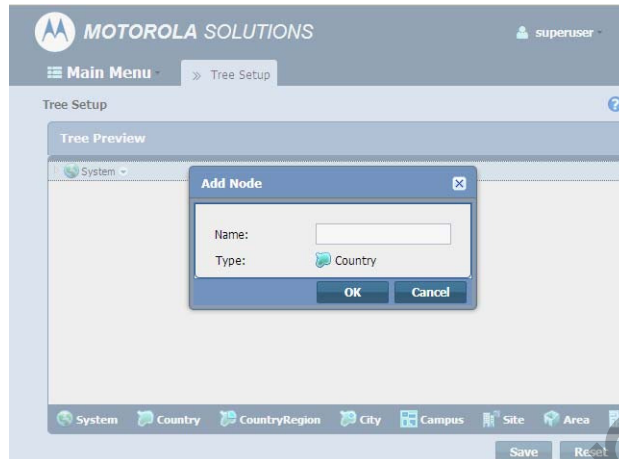 MOTOROLA SOLUTIONS
superuser
Main Menu
» Tree Setup
Tree Setup
?
Tree Preview
System
Add Node
Name:
Type: Country
OK Cancel
System Country CountryRegion City Campus Site Area
Save Reset